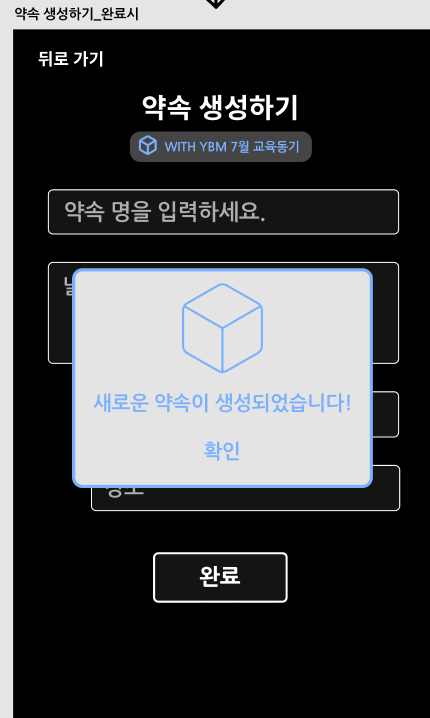 약속 생성하기_완료시
뒤로 가기
약속 생성하기
WITH YBM 7월 교육동기
약속 명을 입력하세요.
새로운 약속이 생성되었습니다!
확인
완료